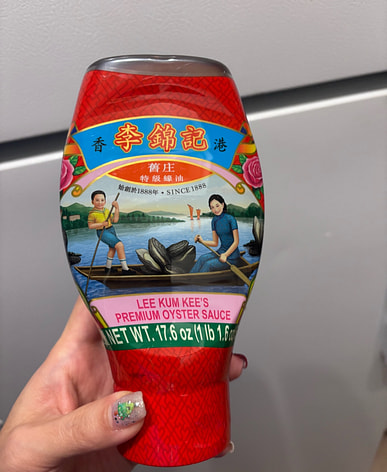 香 李錦記 港
舊庄
特級蠔油
始創於1888年 • SINCE 1888
LEE KUM KEE'S
PREMIUM OYSTER SAUCE
NET WT. 17.6 oz (1 lb 1.6 oz